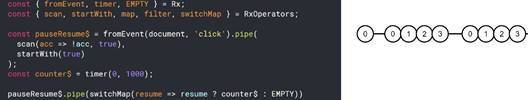 const { fromEvent, timer, EMPTY } = Rx;
const { scan, startWith, map, filter, switchMap } = RxOperators;
const pauseResume$ = fromEvent(document, 'click').pipe(
scan(acc => !acc, true),
startWith(true)
);
const counter$ = timer(0, 1000);
pauseResume$.pipe(switchMap(resume => resume ? counter$ : EMPTY))
0 0 1 2 3 0 1 2 3